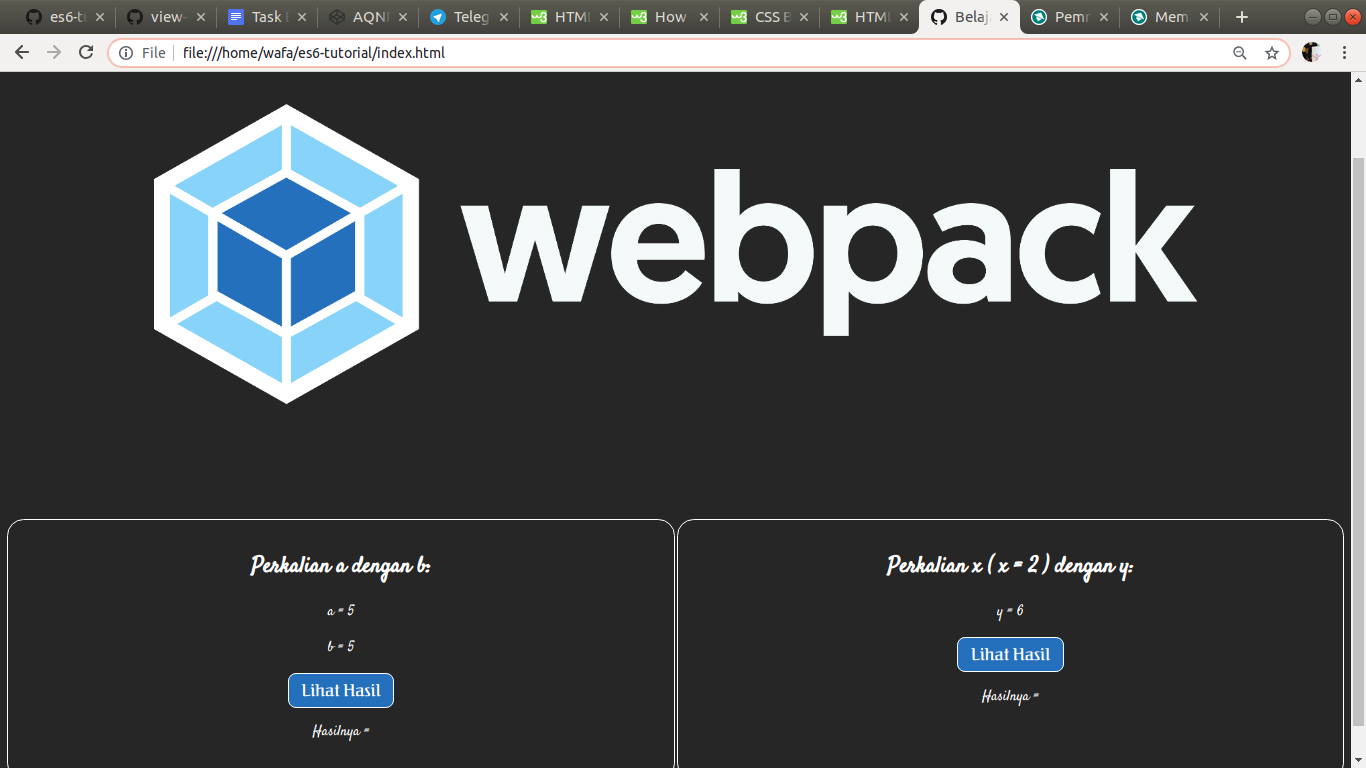 es6-tu
view-
Task
AQN
Teleg
HTML
How
CSS B
HTML
Belaj
Pem
Mem
File
file:///home/wafa/es6-tutorial/index.html
webpack
Perkalian a dengan b:
a = 5
b = 5
Lihat Hasil
Hasilnya =
Perkalian x ( x = 2 ) dengan y:
y = 6
Lihat Hasil
Hasilnya =